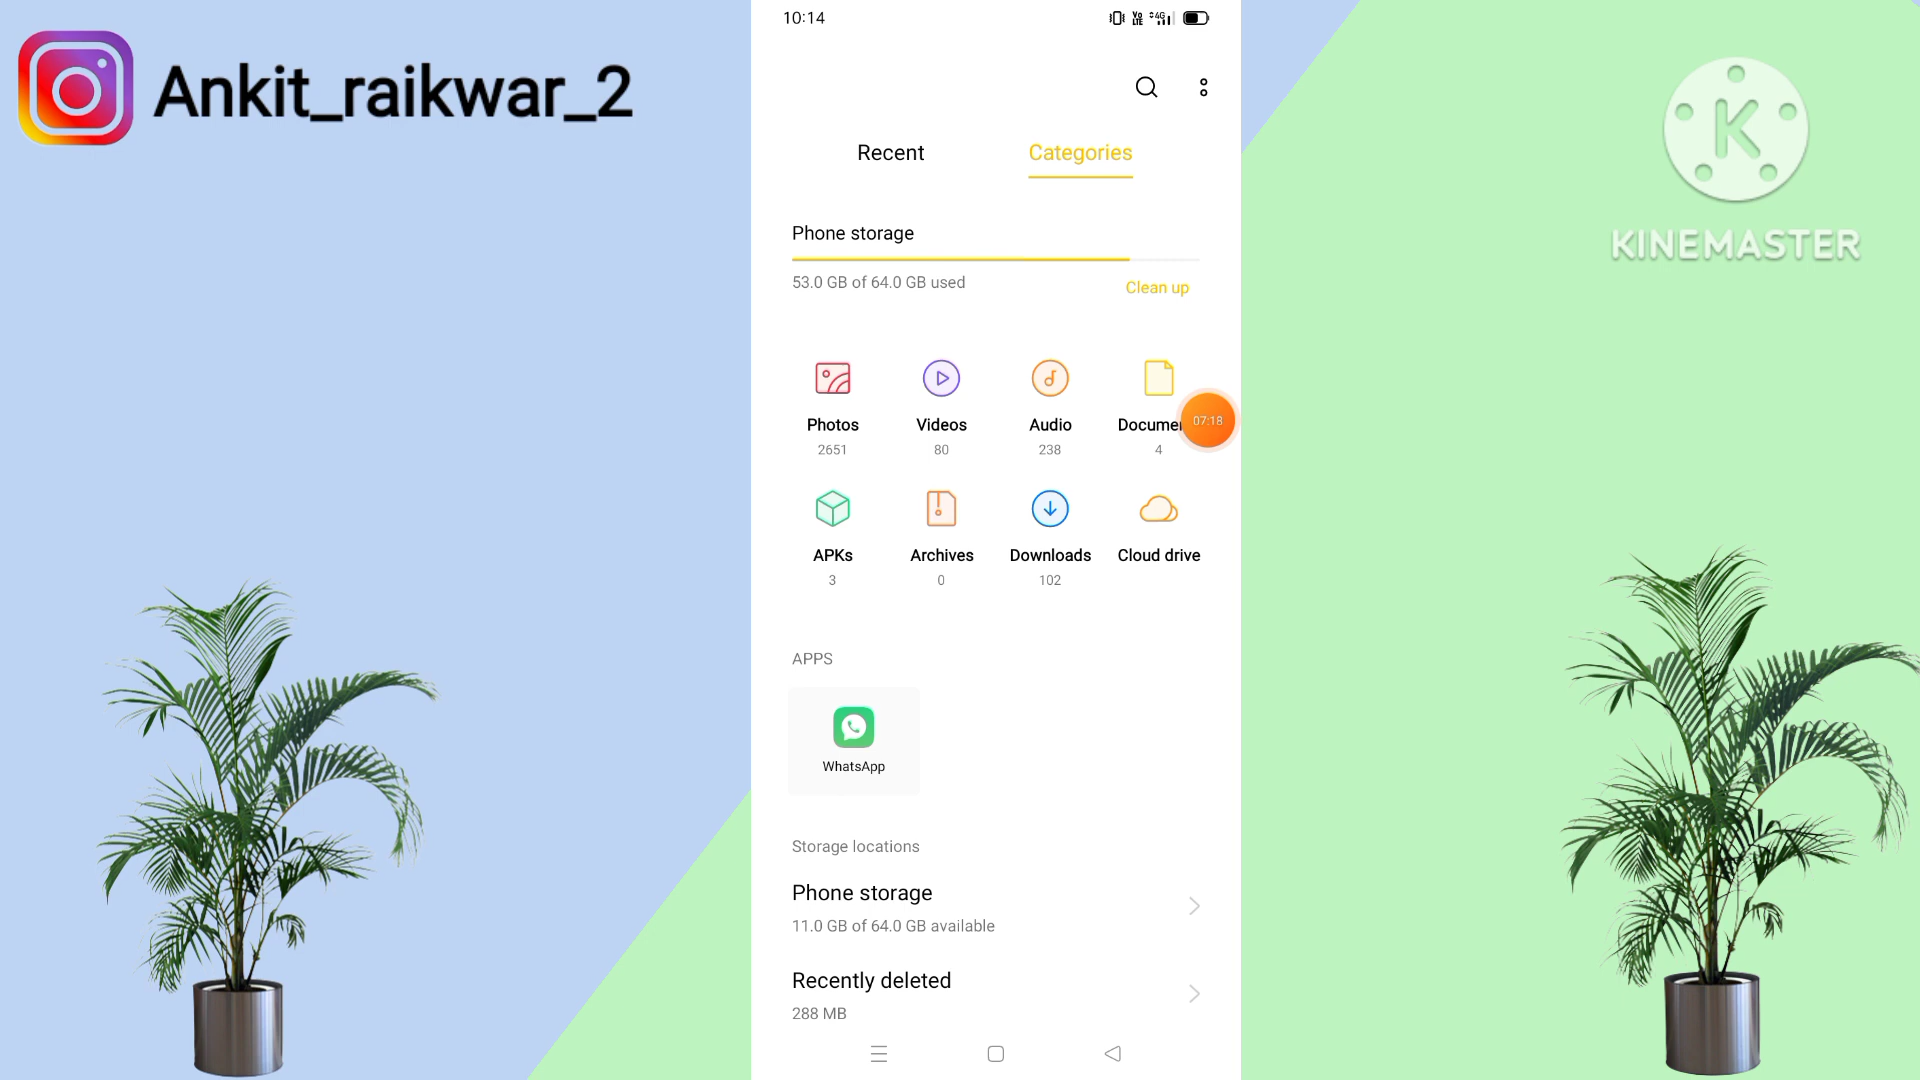 Ankit_raikwar_2
10:14
VoLTE 4G
Recent
Categories
Phone storage
53.0 GB of 64.0 GB used
Clean up
Photos
Videos
Audio
2651
80
238
4
07:18
APKs
Archives
Downloads
Cloud drive
3
0
102
APPS
WhatsApp
Storage locations
Phone storage
11.0 GB of 64.0 GB available
Recently deleted
288 MB
K
KINEMASTER